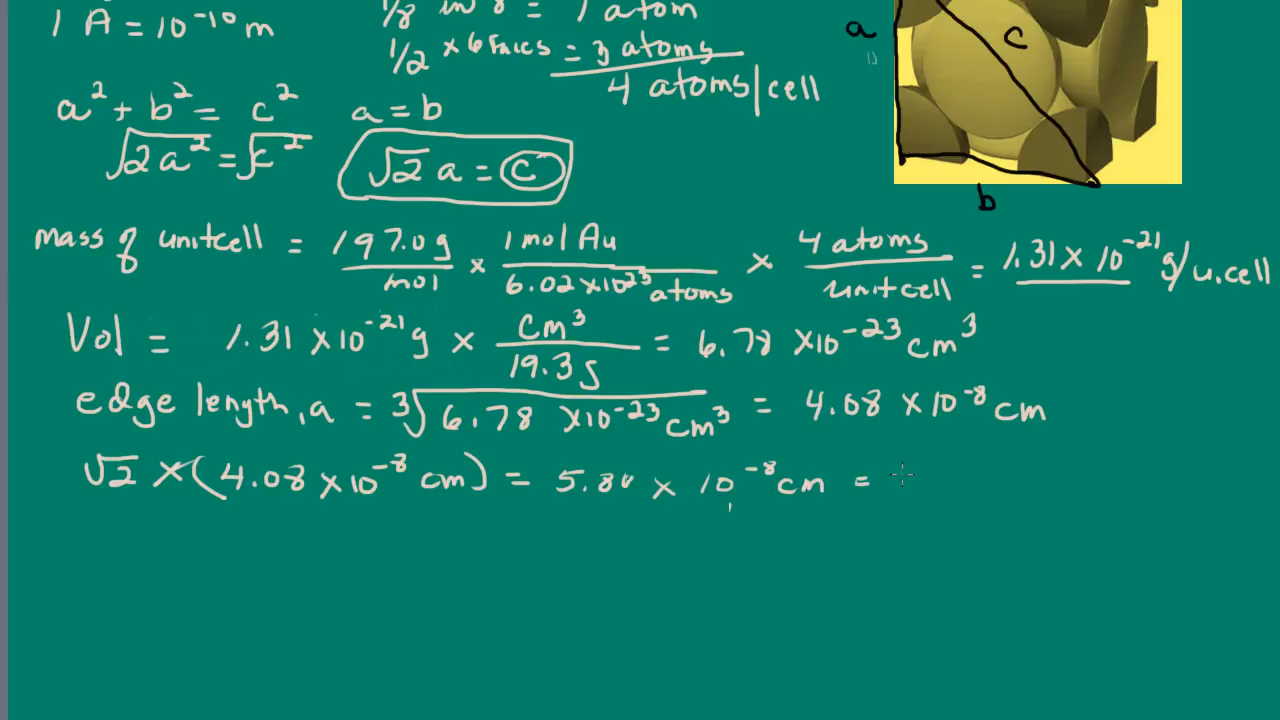 1 Å = 10⁻¹⁰ m
1/8 in 8 = 1 atom
1/2 × 6 Faces = 3 atoms
4 atoms/cell
a² + b² = c² a = b
√2a² = √c² √2 a = c
a
c
b
mass of unitcell = 197.0 g / mol × 1 mol Au / 6.02 × 10²³ atoms × 4 atoms / unit cell = 1.31 × 10⁻²¹ g/u.cell
Vol = 1.31 × 10⁻²¹ g × cm³ / 19.3 g = 6.78 × 10⁻²³ cm³
edge length, a = ³√6.78 × 10⁻²³ cm³ = 4.08 × 10⁻⁸ cm
√2 × (4.08 × 10⁻⁸ cm) = × 10⁻⁸ cm =